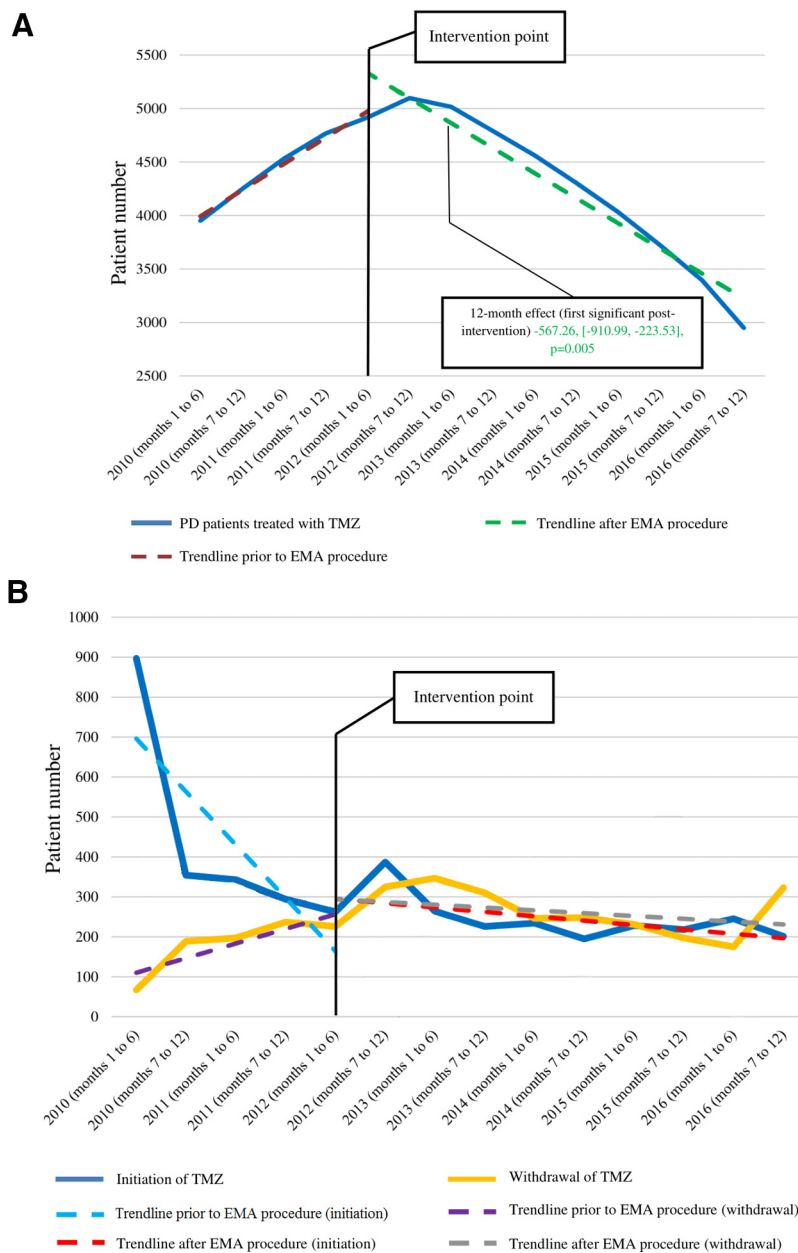 A
Intervention point
5500
5000
4500
4000
3500
3000
2500
Patient number
12-month effect (first significant post-
intervention) -567.26, [-910.99, -223.53],
p=0.005
2010 (months 1 to 6)
2010 (months 7 to 12)
2011 (months 1 to 6)
2011 (months 7 to 12)
2012 (months 1 to 6)
2012 (months 7 to 12)
2013 (months 1 to 6)
2013 (months 7 to 12)
2014 (months 1 to 6)
2014 (months 7 to 12)
2015 (months 1 to 6)
2015 (months 7 to 12)
2016 (months 1 to 6)
2016 (months 7 to 12)
PD patients treated with TMZ
Trendline after EMA procedure
Trendline prior to EMA procedure
B
1000
900
800
700
600
500
400
300
200
100
0
Patient number
Intervention point
2010 (months 1 to 6)
2010 (months 7 to 12)
2011 (months 1 to 6)
2011 (months 7 to 12)
2012 (months 1 to 6)
2012 (months 7 to 12)
2013 (months 1 to 6)
2013 (months 7 to 12)
2014 (months 1 to 6)
2014 (months 7 to 12)
2015 (months 1 to 6)
2015 (months 7 to 12)
2016 (months 1 to 6)
2016 (months 7 to 12)
Initiation of TMZ
Withdrawal of TMZ
Trendline prior to EMA procedure (initiation)
Trendline prior to EMA procedure (withdrawal)
Trendline after EMA procedure (initiation)
Trendline after EMA procedure (withdrawal)